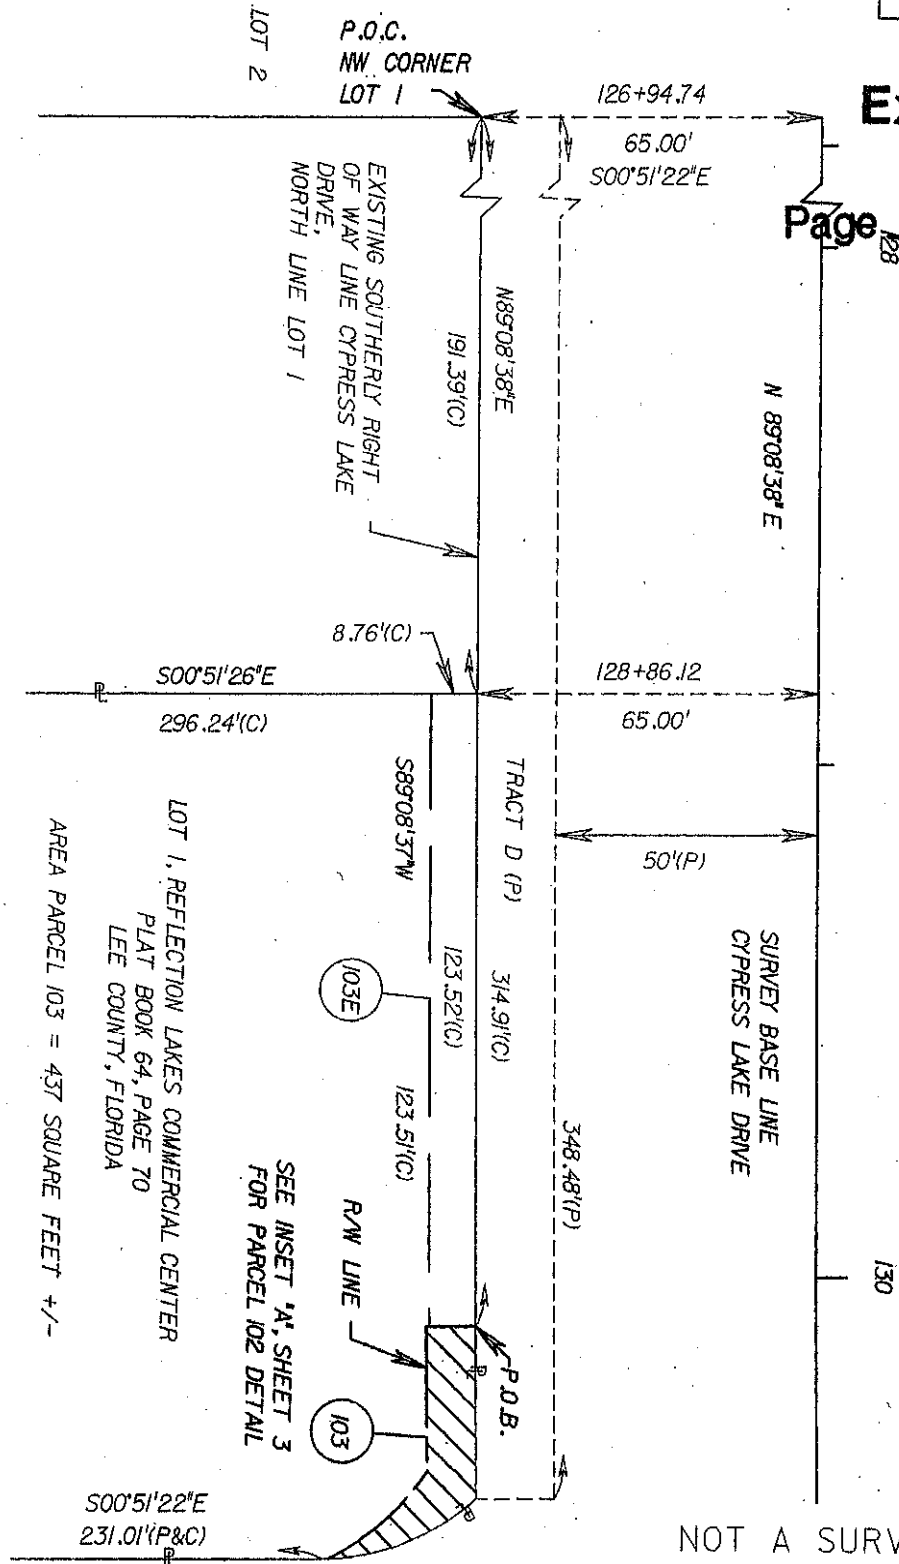 LOT 2
P.O.C.
NW CORNER
LOT 1
126+94.74
65.00'
S00°51'22"E
Page
128
EXISTING SOUTHERLY RIGHT
OF WAY LINE CYPRESS LAKE
DRIVE,
NORTH LINE LOT 1
N89°08'38"E
191.39'(C)
N 89°08'38"E
8.76'(C)
S00°51'26"E
296.24'(C)
128+86.12
65.00'
50'(P)
S89°08'37"W
TRACT D (P)
SURVEY BASE LINE
CYPRESS LAKE DRIVE
103E
123.52'(C)
314.91'(C)
123.51'(C)
348.48'(P)
LOT 1, REFLECTION LAKES COMMERCIAL CENTER
PLAT BOOK 64, PAGE 70
LEE COUNTY, FLORIDA
AREA PARCEL 103 = 437 SQUARE FEET +/-
SEE INSET "A", SHEET 3
FOR PARCEL 102 DETAIL
R/W LINE
130
P.O.B.
103
S00°51'22"E
231.01'(P&C)
NOT A SURV